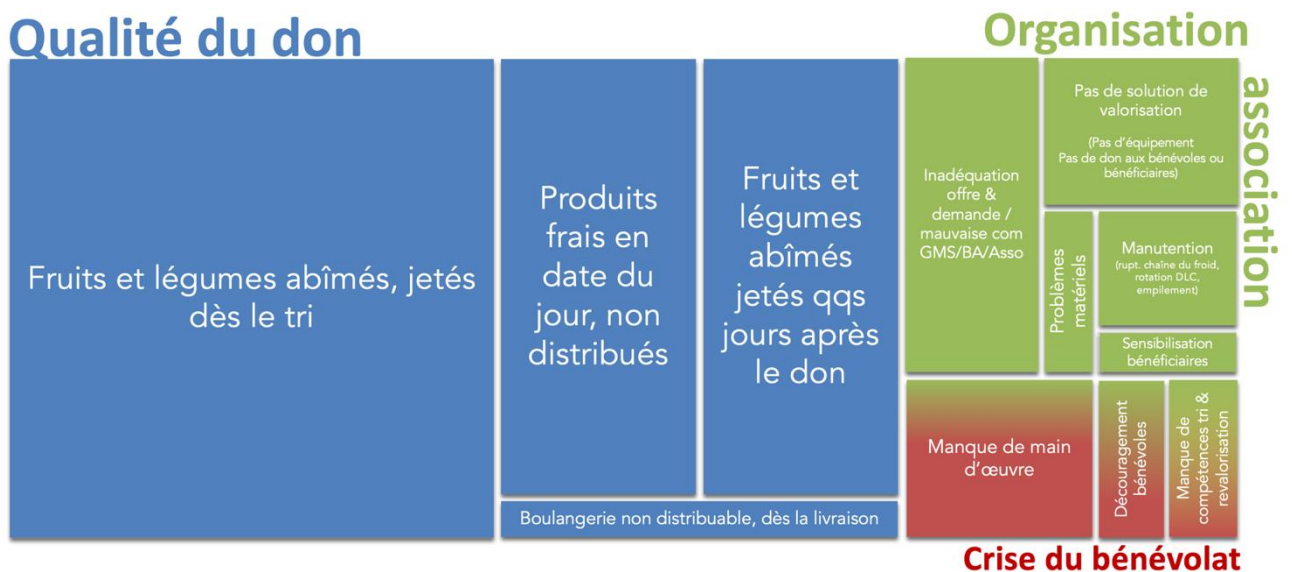 Qualité du don
Fruits et légumes abîmés, jetés
dès le tri
Produits
frais en
date du
jour, non
distribués
Fruits et
légumes
abîmés
jetés qqs
jours après
le don
Boulangerie non distribuable, dès la livraison
Organisation
association
Inadéquation
offre &
demande /
mauvaise com
GMS/BA/Asso
Pas de solution de
valorisation
(Pas d'équipement
Pas de don aux bénévoles ou
bénéficiaires)
Problèmes
matériels
Manutention
(rupt. chaîne du froid,
rotation DLC,
empilement)
Sensibilisation
bénéficiaires
Manque de main
d'œuvre
Découragement
bénévoles
Manque de
compétences tri &
revalorisation
Crise du bénévolat